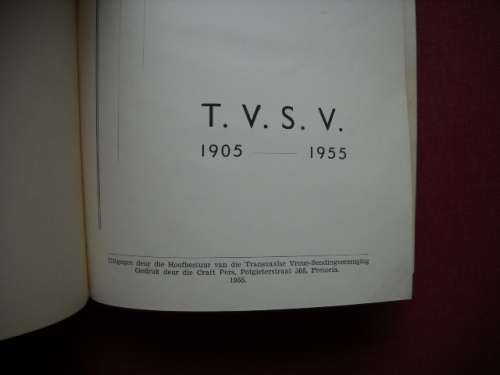 T. V. S. V.
1905 — 1955
Uitgegee deur die Hoofbestuur van die Transvaalse Vroue-Sendingvereniging
Gedruk deur die Craft Pers, Potgieterstraat 368, Pretoria.
1955.